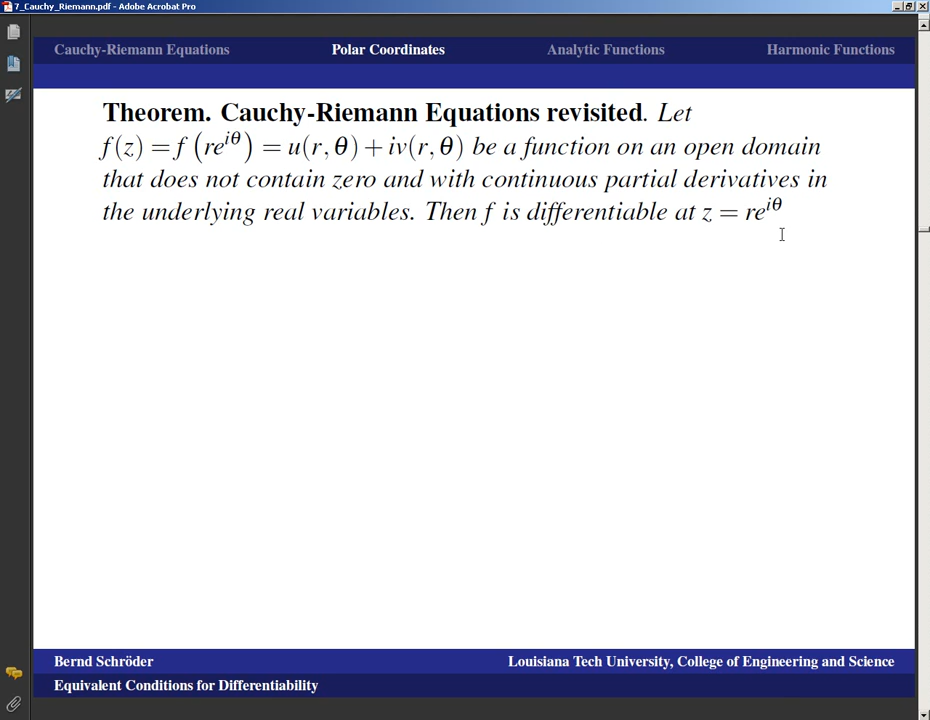 7_Cauchy_Riemann.pdf - Adobe Acrobat Pro
Cauchy-Riemann Equations Polar Coordinates Analytic Functions Harmonic Functions
Theorem. Cauchy-Riemann Equations revisited. Let
f(z) = f(re^{iθ}) = u(r,θ) + iv(r,θ) be a function on an open domain
that does not contain zero and with continuous partial derivatives in
the underlying real variables. Then f is differentiable at z = re^{iθ}
Bernd Schröder Louisiana Tech University, College of Engineering and Science
Equivalent Conditions for Differentiability